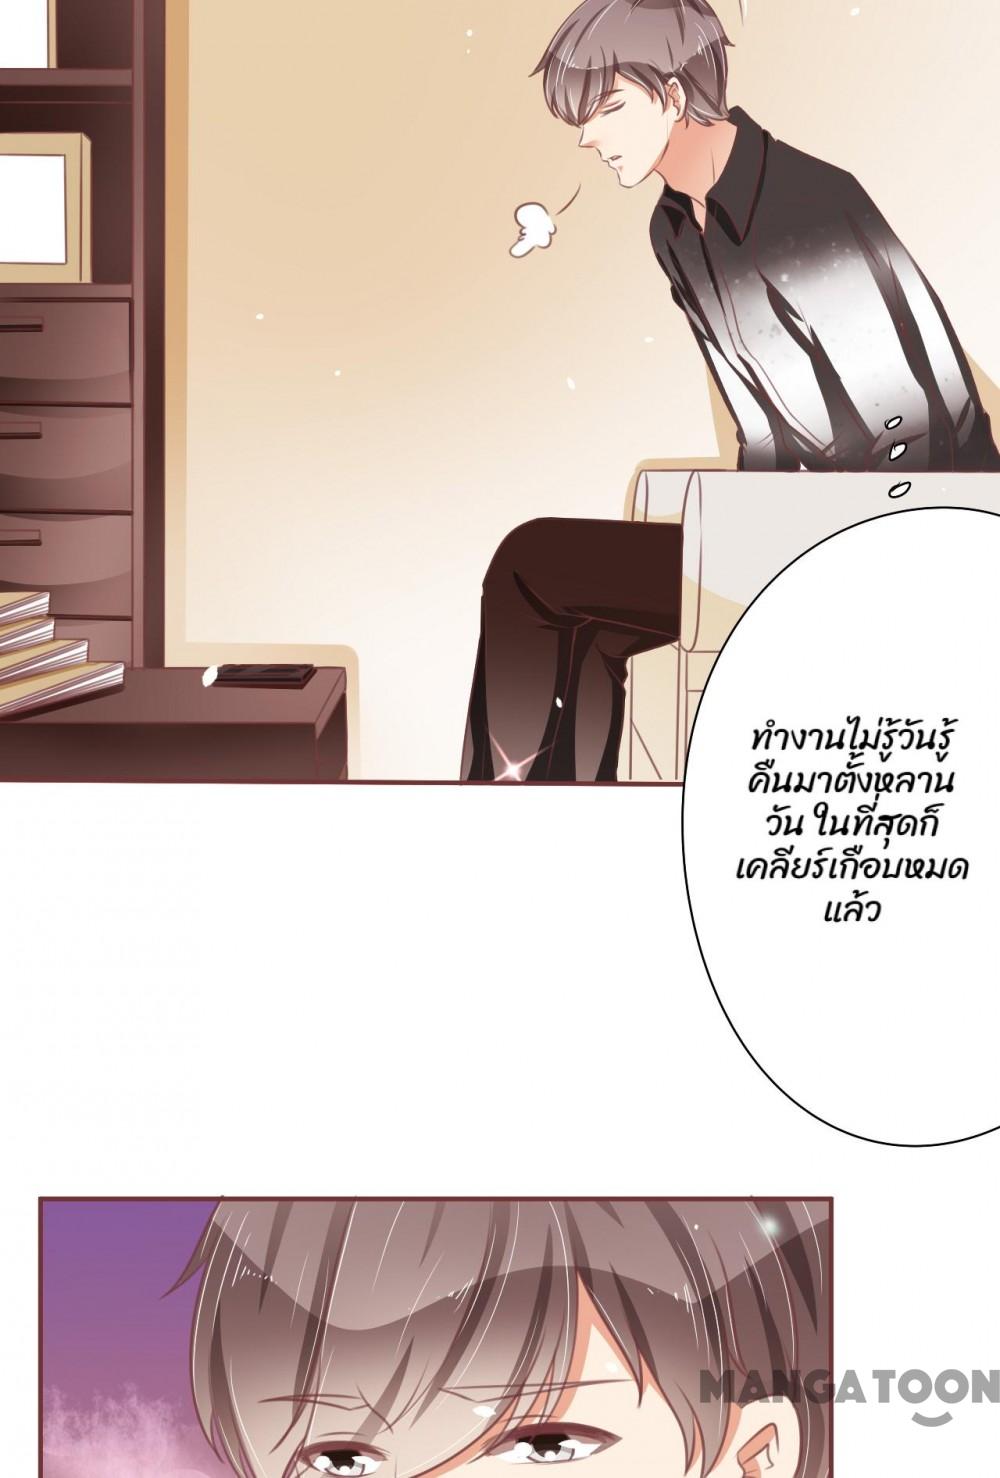 ทำงานไม่รู้วันรู้
คืนมาตั้งหลาน
วัน ในที่สุดก็
เคลียร์เกือบหมด
แล้ว
MANGATOON